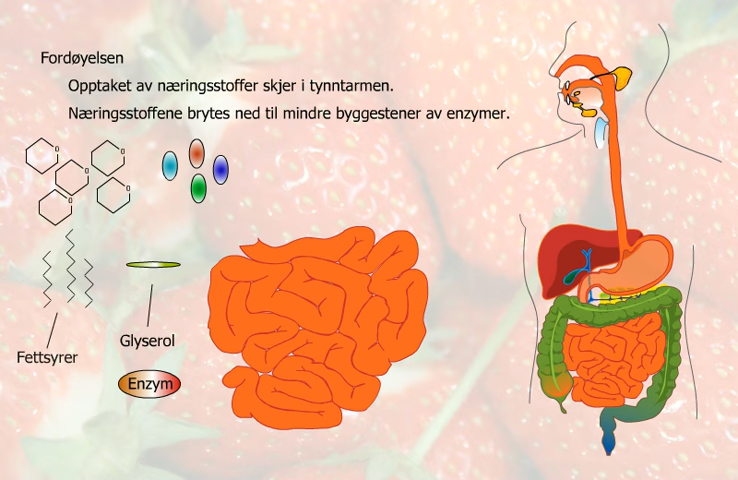 Fordøyelsen
Opptaket av næringsstoffer skjer i tynntarmen.
Næringsstoffene brytes ned til mindre byggestener av enzymer.
O
O
O
O
O
Glyserol
Fettsyrer
Enzym